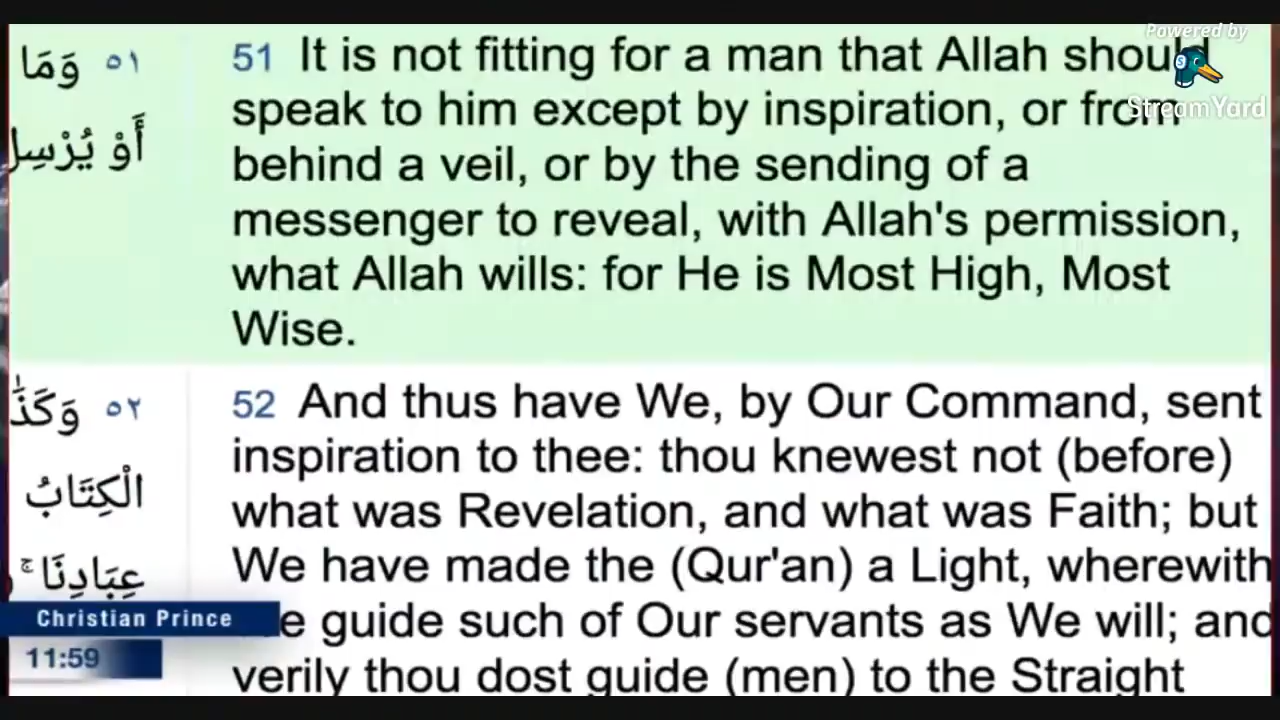 Powered by
StreamYard
٥١ وَمَا
أَوْ يُرْسِل
51 It is not fitting for a man that Allah should
speak to him except by inspiration, or from
behind a veil, or by the sending of a
messenger to reveal, with Allah's permission,
what Allah wills: for He is Most High, Most
Wise.
٥٢
الْكِتَابُ
عِبَادِنَا ۚ
52 And thus have We, by Our Command, sent
inspiration to thee: thou knewest not (before)
what was Revelation, and what was Faith; but
We have made the (Qur'an) a Light, wherewith
guide such of Our servants as We will; and
verily thou dost guide (men) to the Straight
Christian Prince
11:59